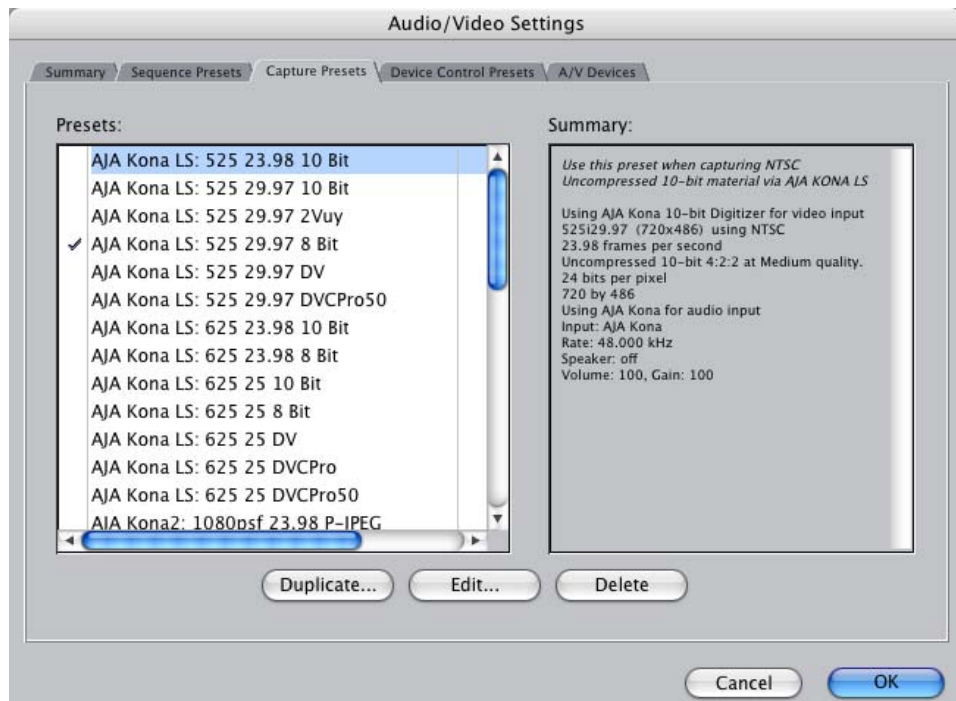 Audio/Video Settings
Summary
Sequence Presets
Capture Presets
Device Control Presets
A/V Devices
Presets:
AJA Kona LS: 525 23.98 10 Bit
AJA Kona LS: 525 29.97 10 Bit
AJA Kona LS: 525 29.97 2Vuy
AJA Kona LS: 525 29.97 8 Bit
AJA Kona LS: 525 29.97 DV
AJA Kona LS: 525 29.97 DVCPro50
AJA Kona LS: 625 23.98 10 Bit
AJA Kona LS: 625 23.98 8 Bit
AJA Kona LS: 625 25 10 Bit
AJA Kona LS: 625 25 8 Bit
AJA Kona LS: 625 25 DV
AJA Kona LS: 625 25 DVCPro
AJA Kona LS: 625 25 DVCPro50
AJA Kona2: 1080psf 23.98 P-JPEG
Summary:
Use this preset when capturing NTSC
Uncompressed 10-bit material via AJA KONA LS
Using AJA Kona 10-bit Digitizer for video input
525i29.97 (720x486) using NTSC
23.98 frames per second
Uncompressed 10-bit 4:2:2 at Medium quality.
24 bits per pixel
720 by 486
Using AJA Kona for audio input
Input: AJA Kona
Rate: 48.000 kHz
Speaker: off
Volume: 100, Gain: 100
Duplicate...
Edit...
Delete
Cancel
OK